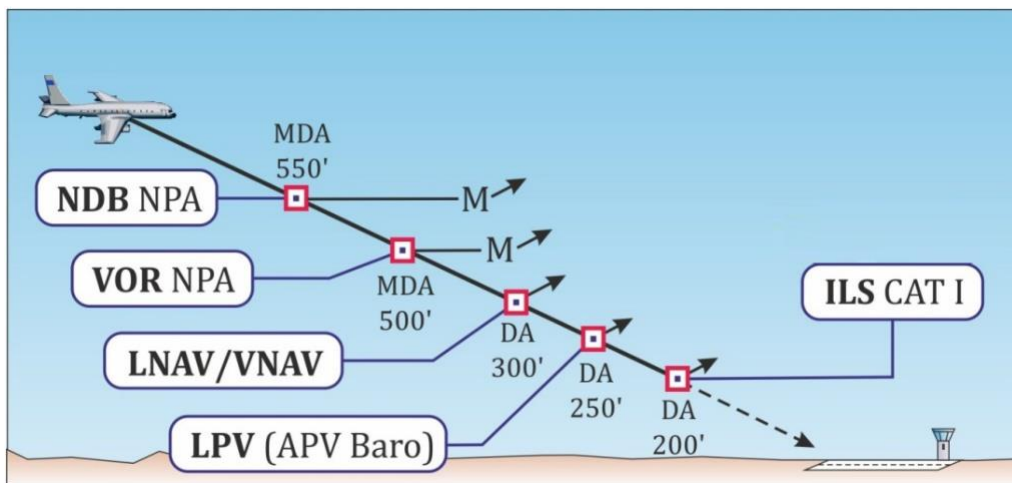 MDA
550'
NDB NPA
M
VOR NPA
M
MDA
500'
ILS CAT I
LNAV/VNAV
DA
300'
DA
250'
DA
200'
LPV (APV Baro)